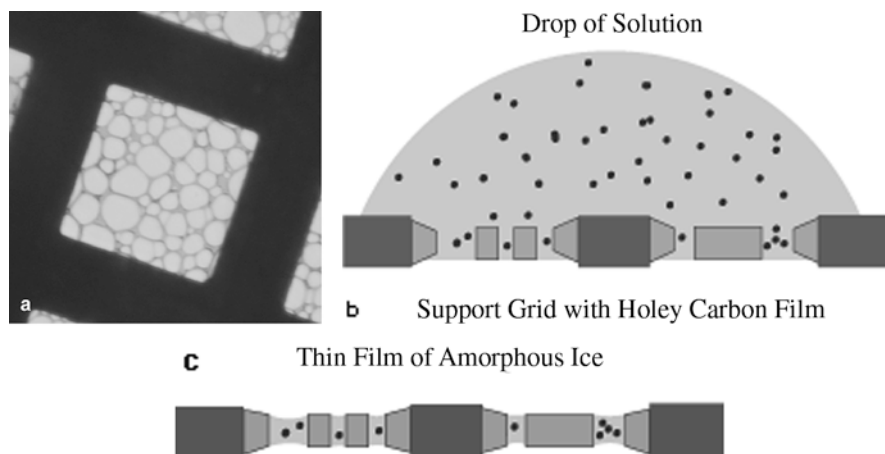 Drop of Solution
a
b
Support Grid with Holey Carbon Film
c
Thin Film of Amorphous Ice